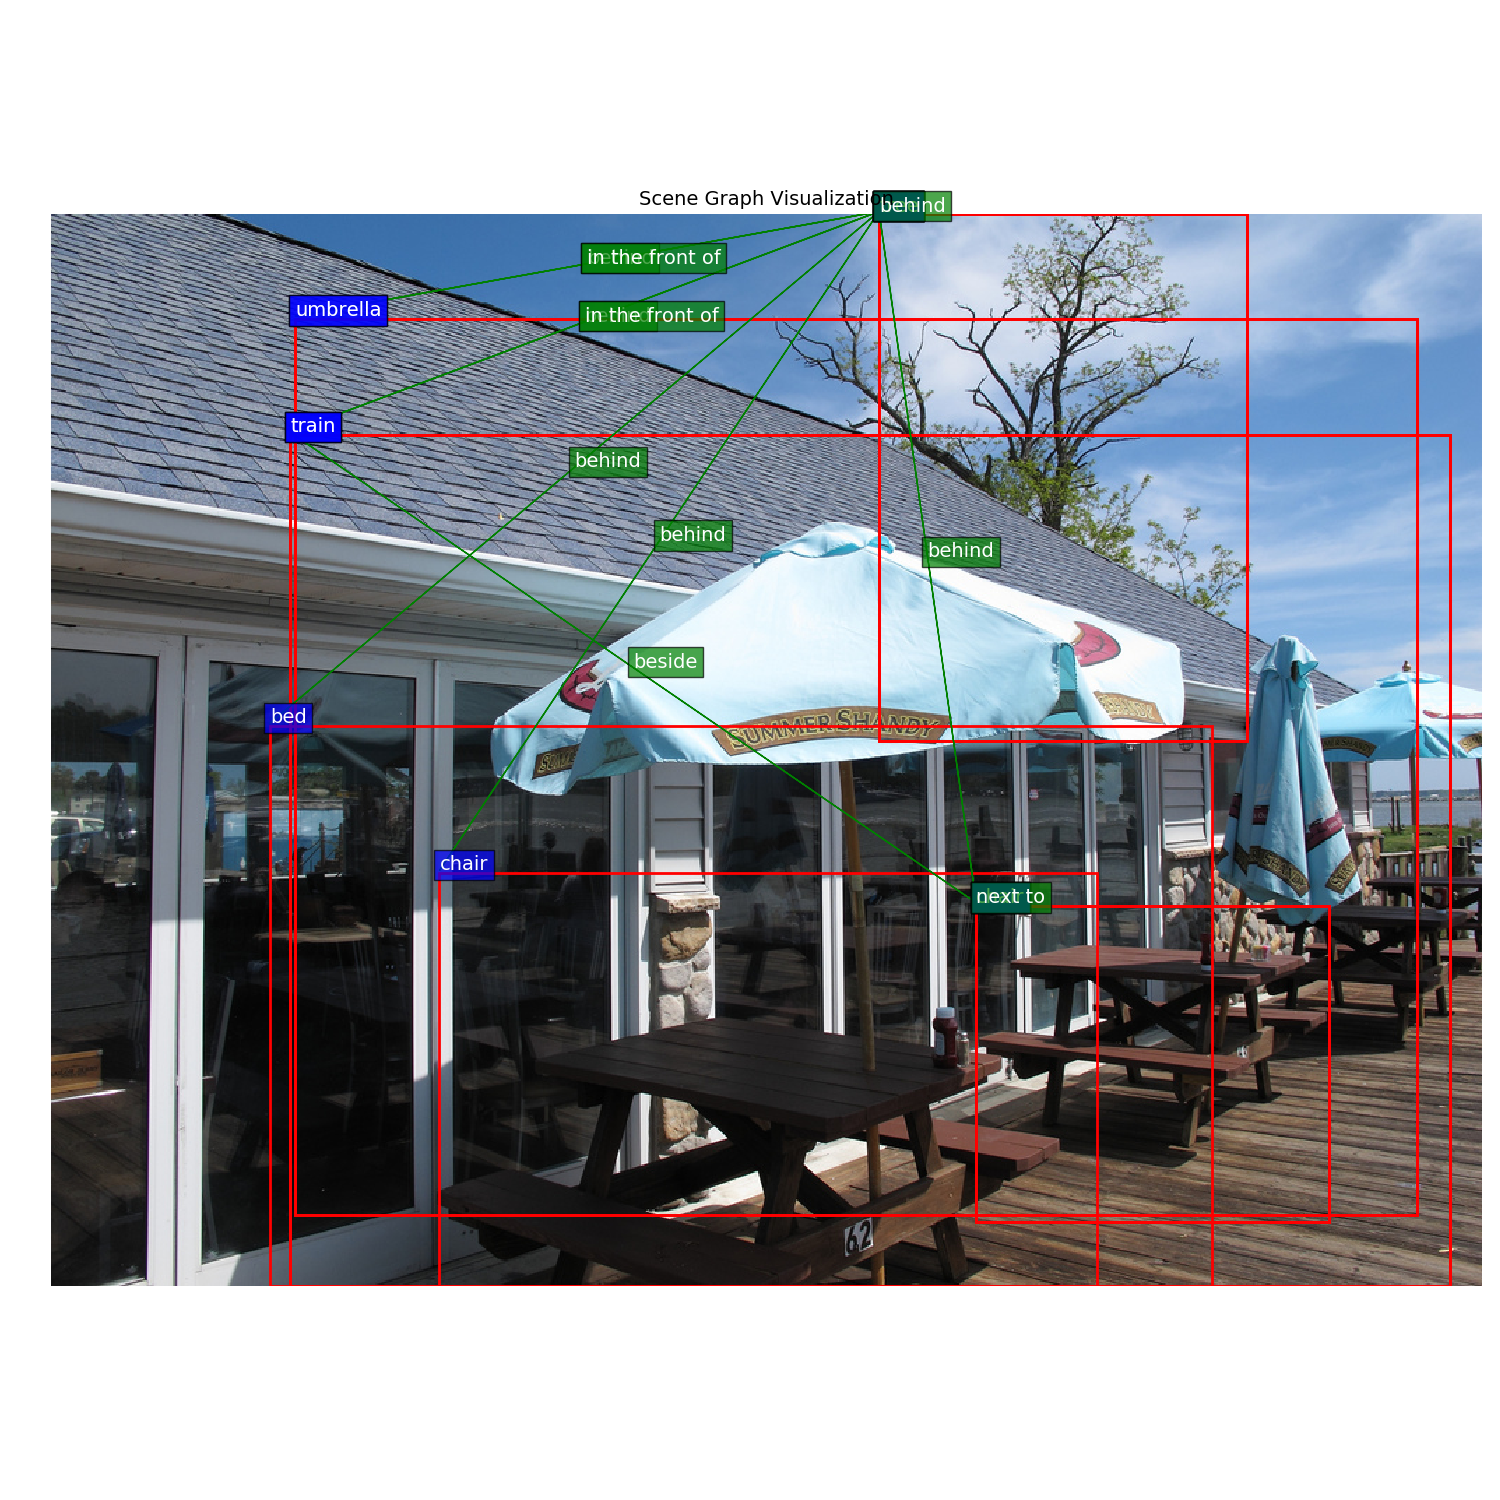 Scene Graph Visualization
behind
in the front of
umbrella
in the front of
train
behind
behind
behind
beside
bed
SUMMER SHANDY
chair
next to
62